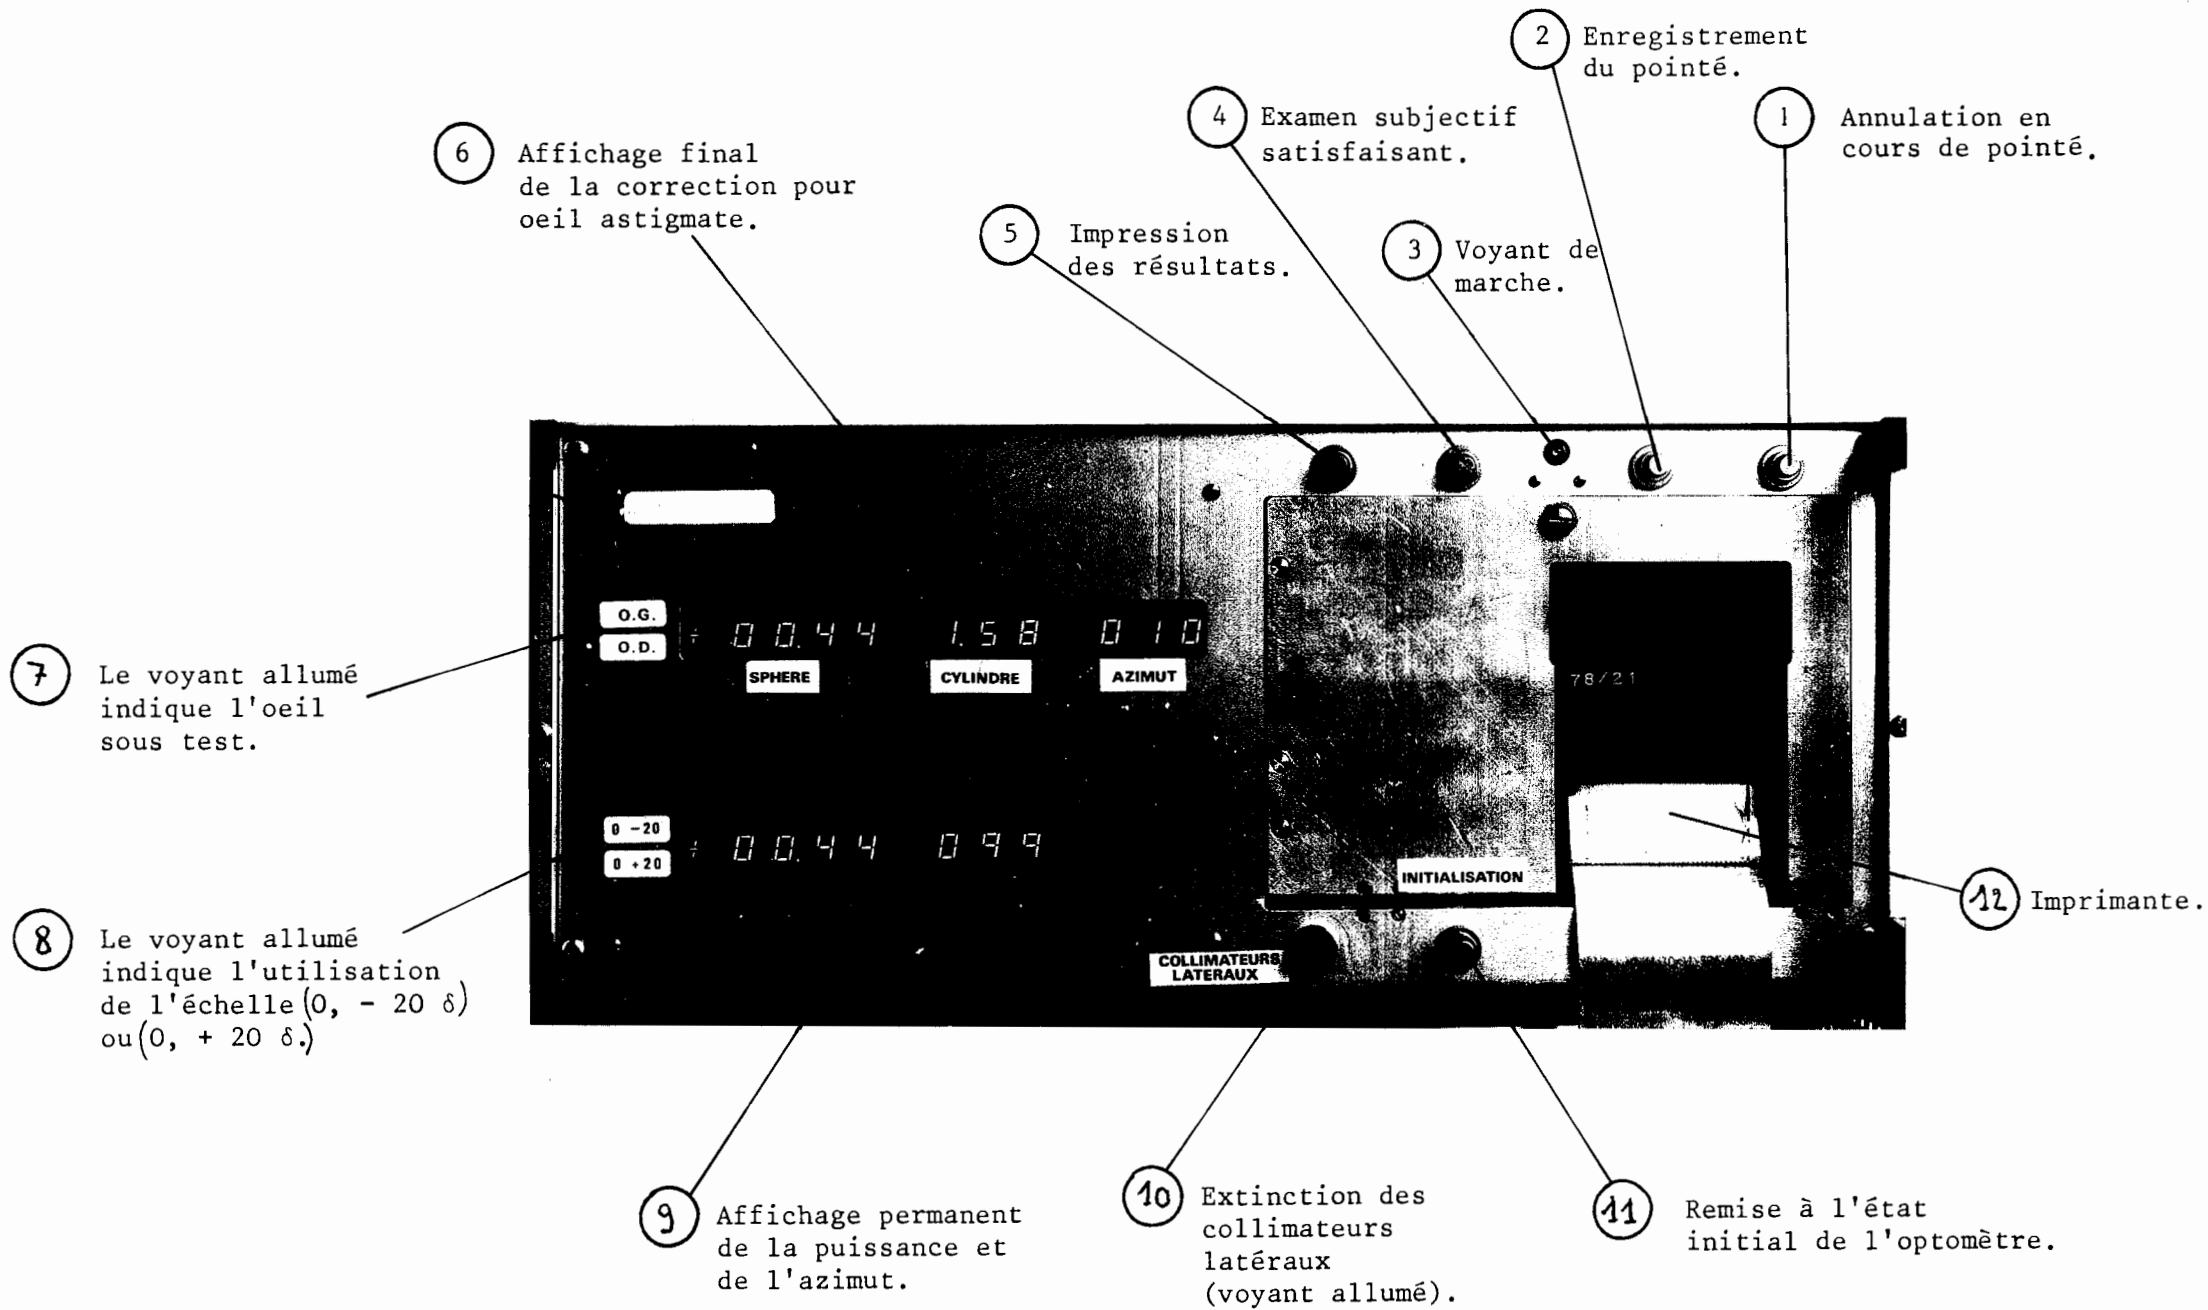 2 Enregistrement
du pointé.
1 Annulation en
cours de pointé.
4 Examen subjectif
satisfaisant.
6 Affichage final
de la correction pour
oeil astigmate.
5 Impression
des résultats.
3 Voyant de
marche.
O.G.
O.D.
÷ 00.44 1.58 010
SPHERE CYLINDRE AZIMUT
78/21
7 Le voyant allumé
indique l'oeil
sous test.
0 -20
0 +20
÷ 00.44 099
INITIALISATION
12 Imprimante.
8 Le voyant allumé
indique l'utilisation
de l'échelle (0, - 20 δ)
ou (0, + 20 δ.)
COLLIMATEURS
LATERAUX
9 Affichage permanent
de la puissance et
de l'azimut.
10 Extinction des
collimateurs
latéraux
(voyant allumé).
11 Remise à l'état
initial de l'optomètre.